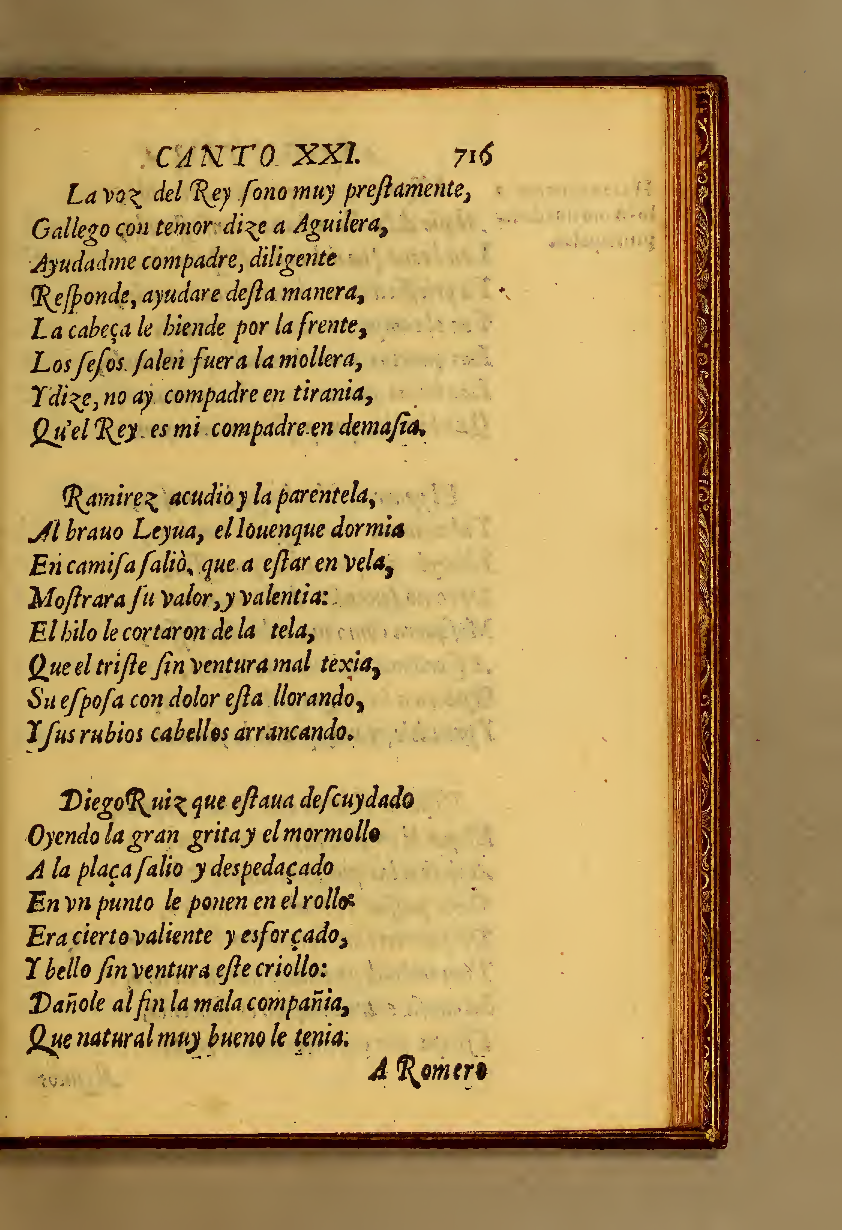 CANTO XXI. 716
La voz del Rey sono muy prestamente,
Gallego con temor dize a Aguilera,
Ayudadme compadre, diligente
Responde, ayudare desta manera,
La cabeça le hiende por la frente,
Los sesos salen fuera la mollera,
Y dize, no ay compadre en tirania,
Qu'el Rey es mi compadre en demasia.
Ramirez acudiò y la parentela,
Al brauo Leyua, el Iouen que dormia
En camisa saliò, que a estar en vela,
Mostrara su valor, y valentia:
El hilo le cortaron de la tela,
Que el triste sin ventura mal texia,
Su esposa con dolor esta llorando,
Y sus rubios cabellos arrancando.
Diego Ruiz que estaua descuydado
Oyendo la gran grita y el mormollo
A la plaça salio y despedaçado
En vn punto le ponen en el rollo:
Era cierto valiente y esforçado,
Y bello sin ventura este criollo:
Dañole al fin la mala compañia,
Que natural muy bueno le tenia.
A Romero